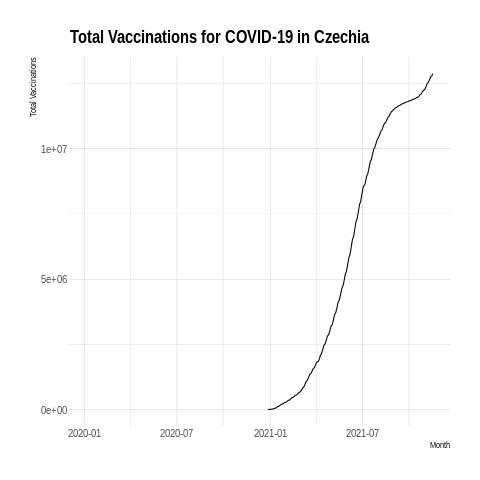 Total Vaccinations for COVID-19 in Czechia
Total Vaccinations
1e+07
5e+06
0e+00
2020-01 2020-07 2021-01 2021-07
Month